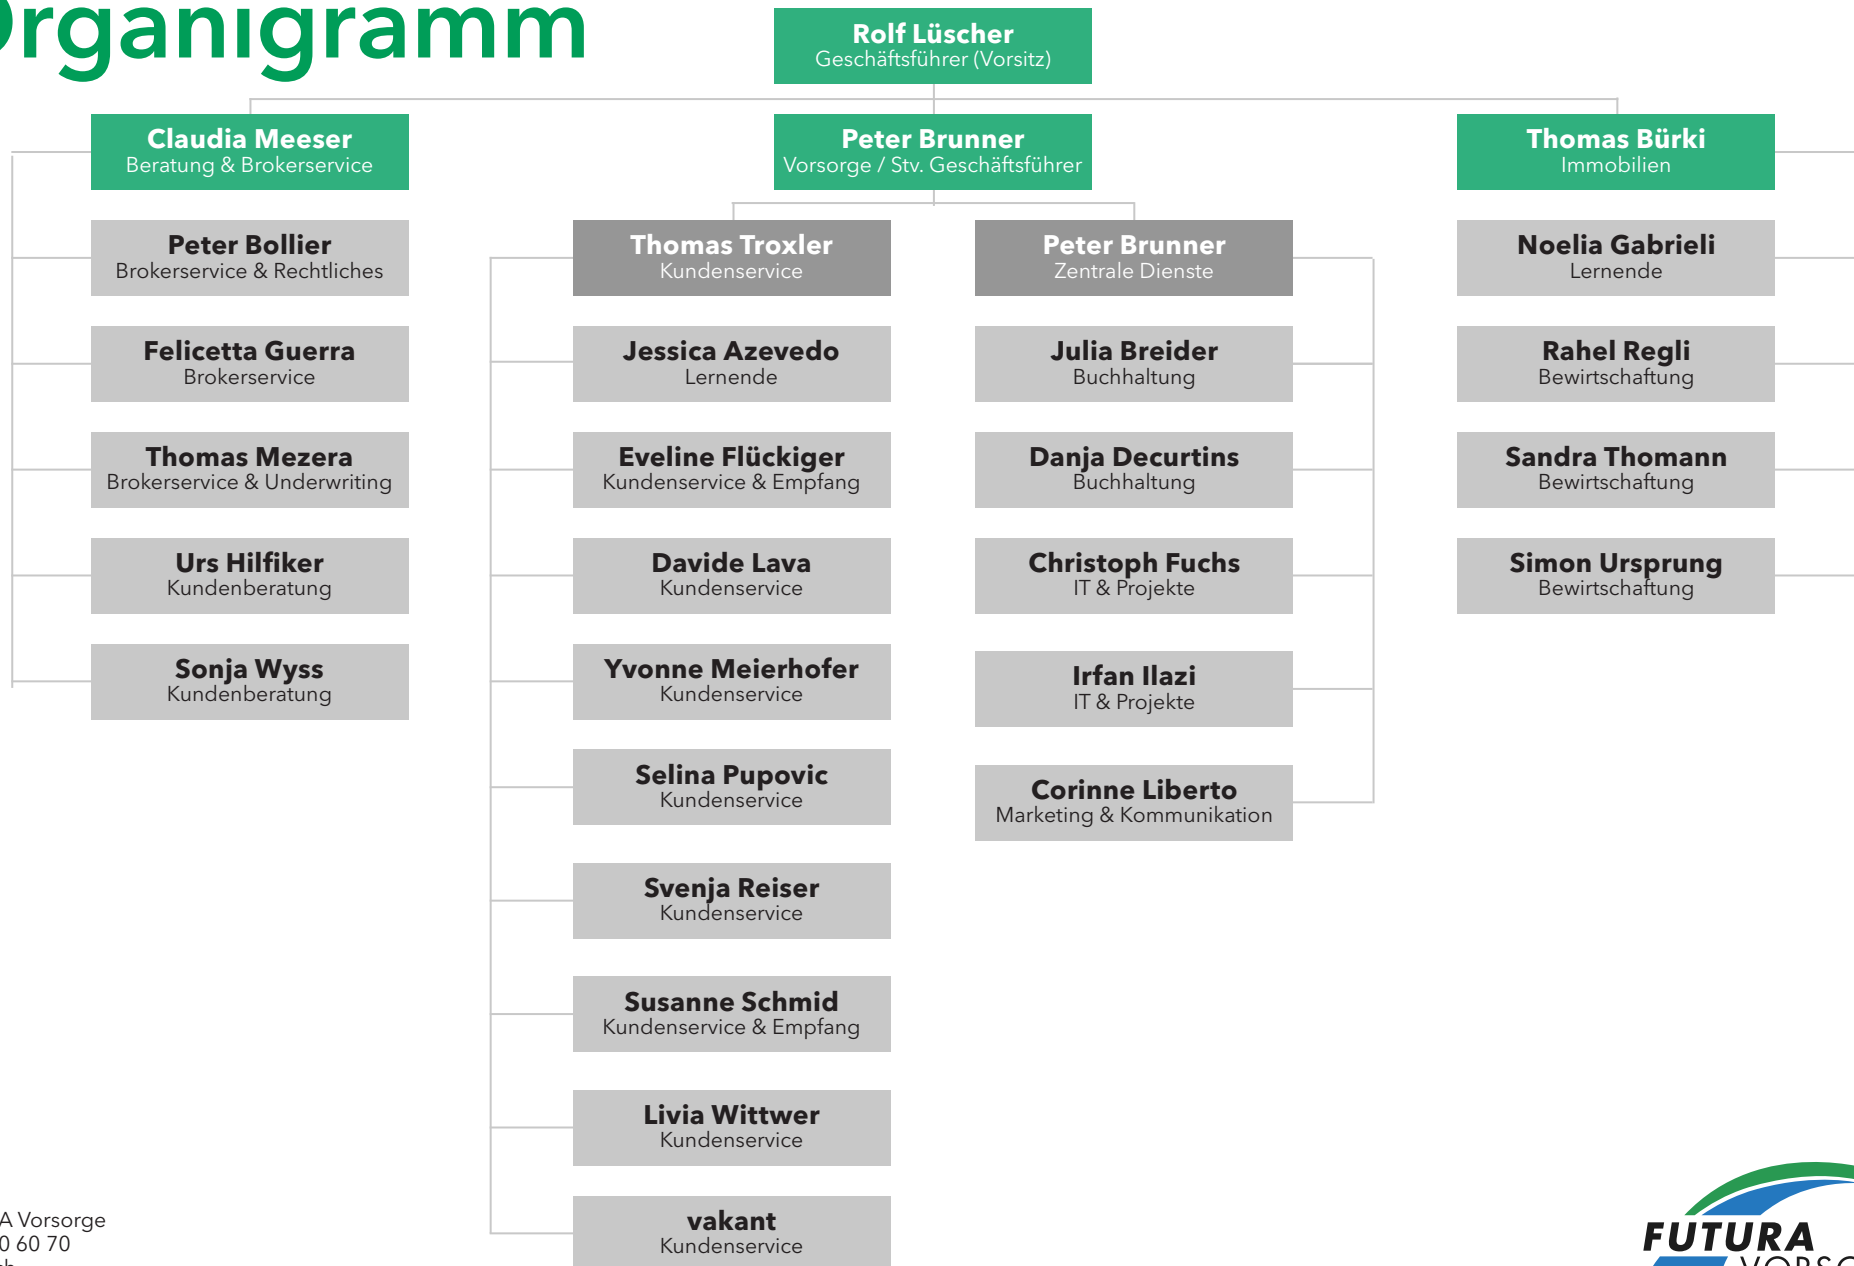 Organigramm
Rolf Lüscher
Geschäftsführer (Vorsitz)
Claudia Meeser
Beratung & Brokerservice
Peter Brunner
Vorsorge / Stv. Geschäftsführer
Thomas Bürki
Immobilien
Peter Bollier
Brokerservice & Rechtliches
Felicetta Guerra
Brokerservice
Thomas Mezera
Brokerservice & Underwriting
Urs Hilfiker
Kundenberatung
Sonja Wyss
Kundenberatung
Thomas Troxler
Kundenservice
Jessica Azevedo
Lernende
Eveline Flückiger
Kundenservice & Empfang
Davide Lava
Kundenservice
Yvonne Meierhofer
Kundenservice
Selina Pupovic
Kundenservice
Svenja Reiser
Kundenservice
Susanne Schmid
Kundenservice & Empfang
Livia Wittwer
Kundenservice
vakant
Kundenservice
Peter Brunner
Zentrale Dienste
Julia Breider
Buchhaltung
Danja Decurtins
Buchhaltung
Christoph Fuchs
IT & Projekte
Irfan Ilazi
IT & Projekte
Corinne Liberto
Marketing & Kommunikation
Noelia Gabrieli
Lernende
Rahel Regli
Bewirtschaftung
Sandra Thomann
Bewirtschaftung
Simon Ursprung
Bewirtschaftung
A Vorsorge
0 60 70
FUTURA